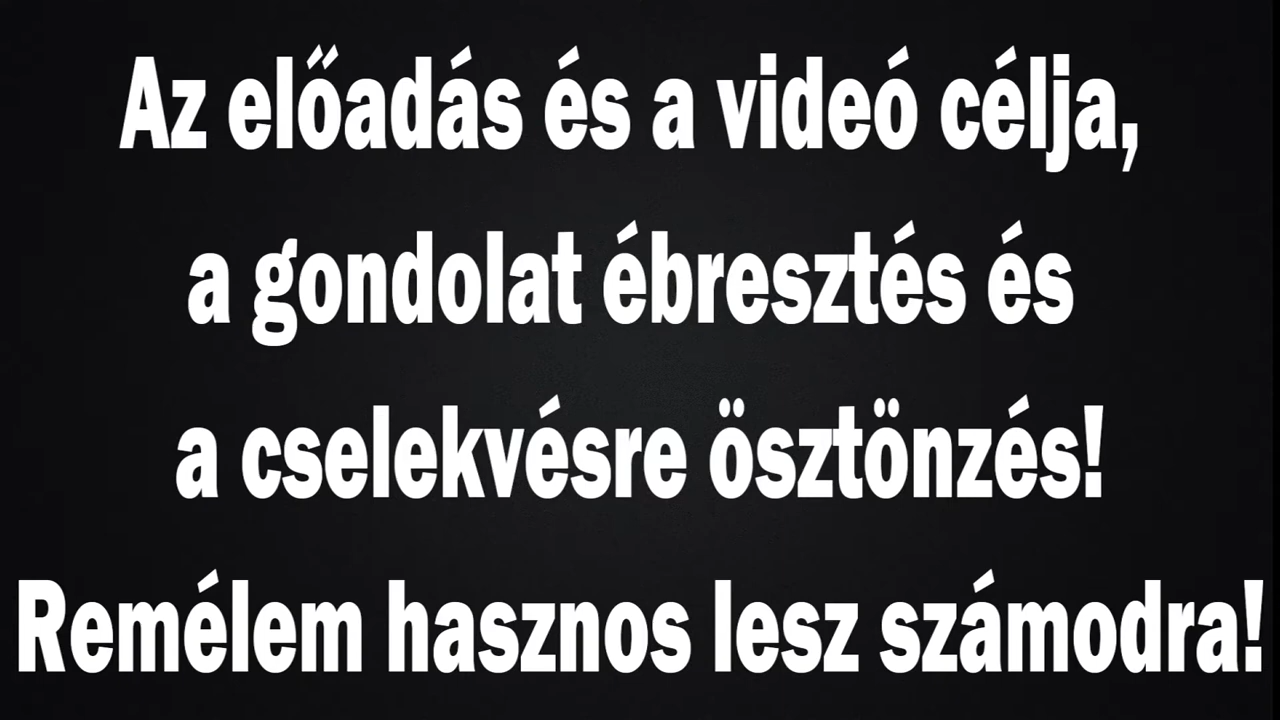 Az előadás és a videó célja,
a gondolat ébresztés és
a cselekvésre ösztönzés!
Remélem hasznos lesz számodra!